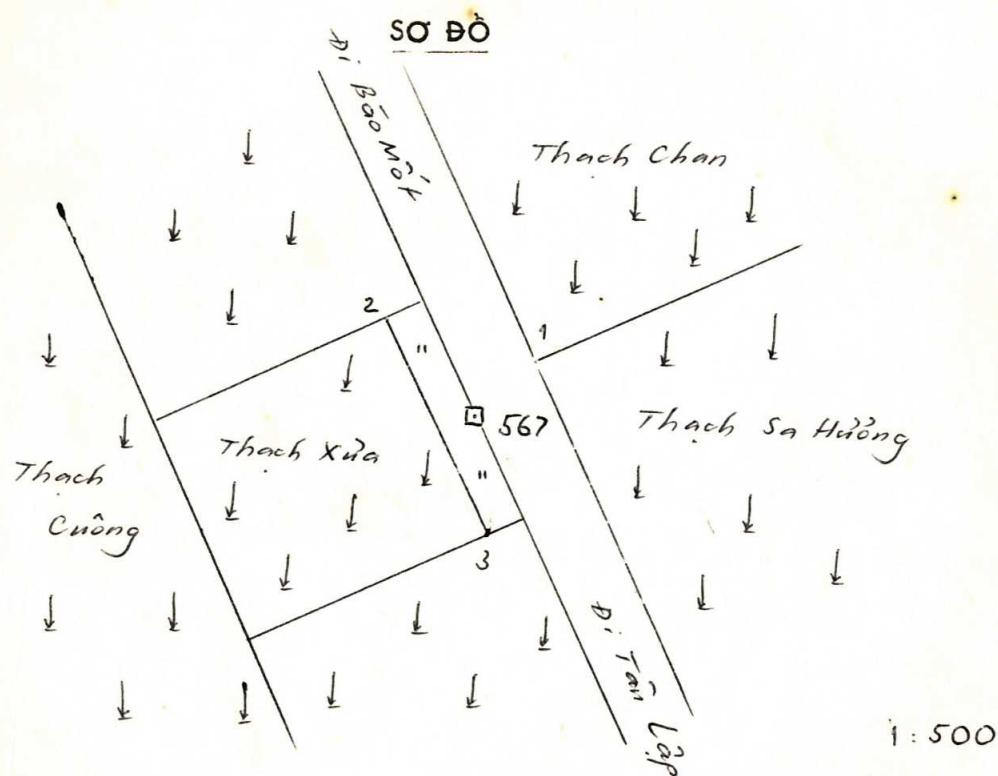 SƠ ĐỒ
Đi Bão Mốt
Thạch Chan
2
1
"
567
Thạch Xửa
Thạch Sa Hưởng
Thạch
Cuông
"
3
Đi Tân Lập
1:500